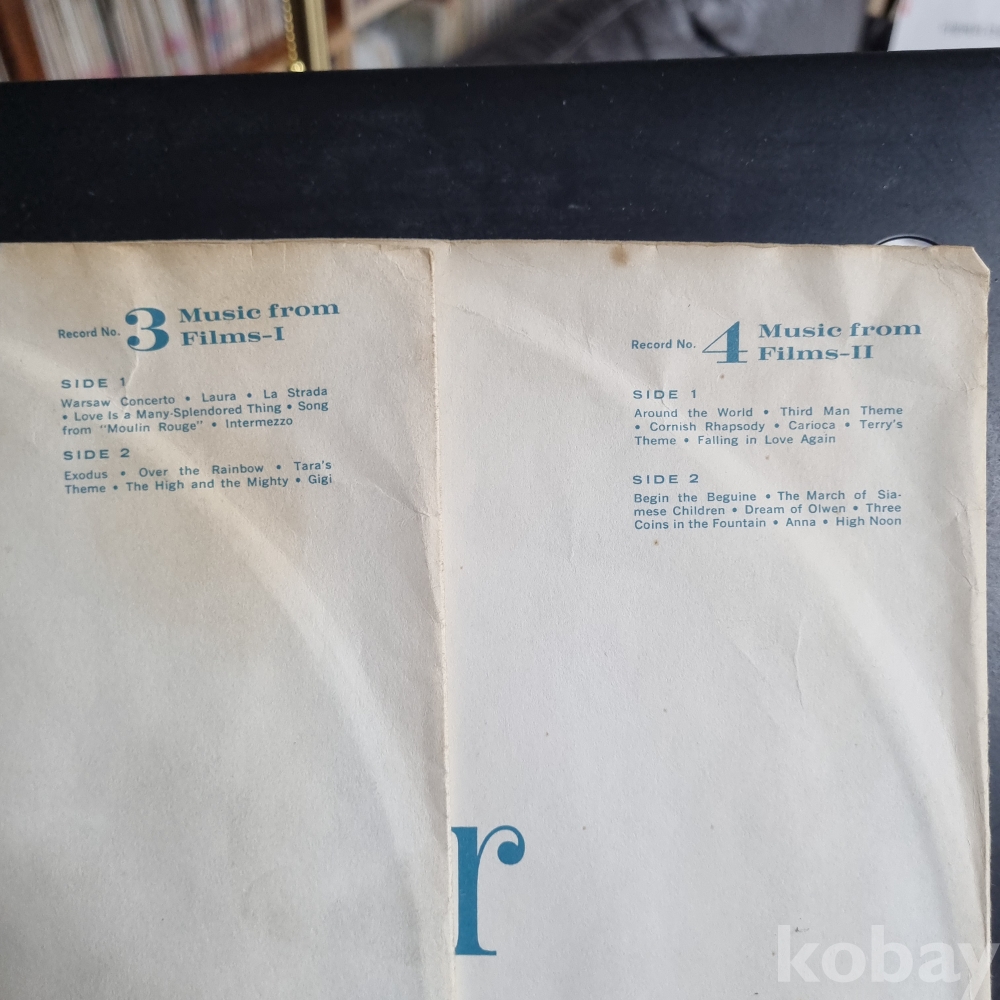 Record No. 3 Music from
Films-I
SIDE 1
Warsaw Concerto • Laura • La Strada
• Love Is a Many-Splendored Thing • Song
from "Moulin Rouge" • Intermezzo
SIDE 2
Exodus • Over the Rainbow • Tara's
Theme • The High and the Mighty • Gigi
Record No. 4 Music from
Films-II
SIDE 1
Around the World • Third Man Theme
• Cornish Rhapsody • Carioca • Terry's
Theme • Falling in Love Again
SIDE 2
Begin the Beguine • The March of Sia-
mese Children • Dream of Olwen • Three
Coins in the Fountain • Anna • High Noon
r
kobay